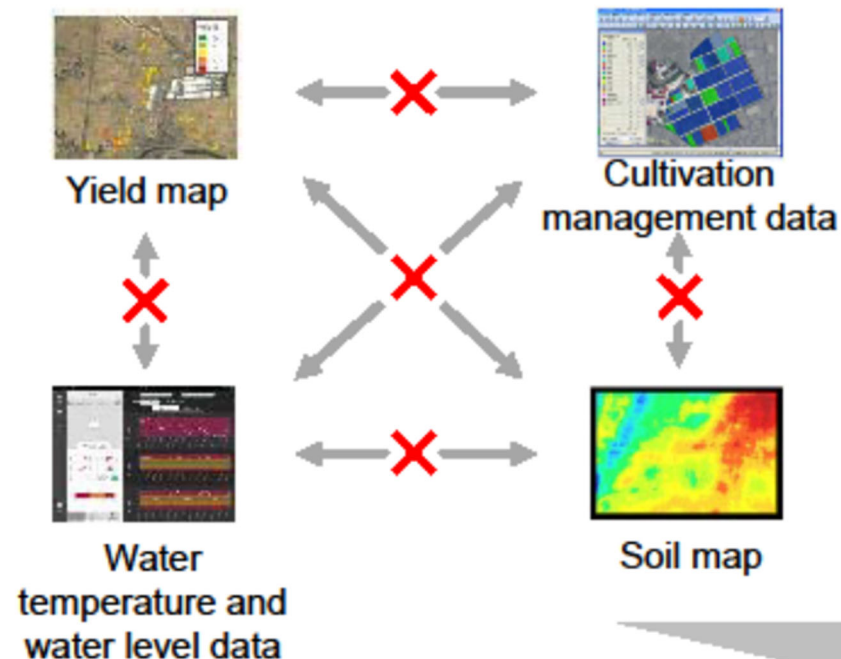 Yield map
Cultivation
management data
Water
temperature and
water level data
Soil map